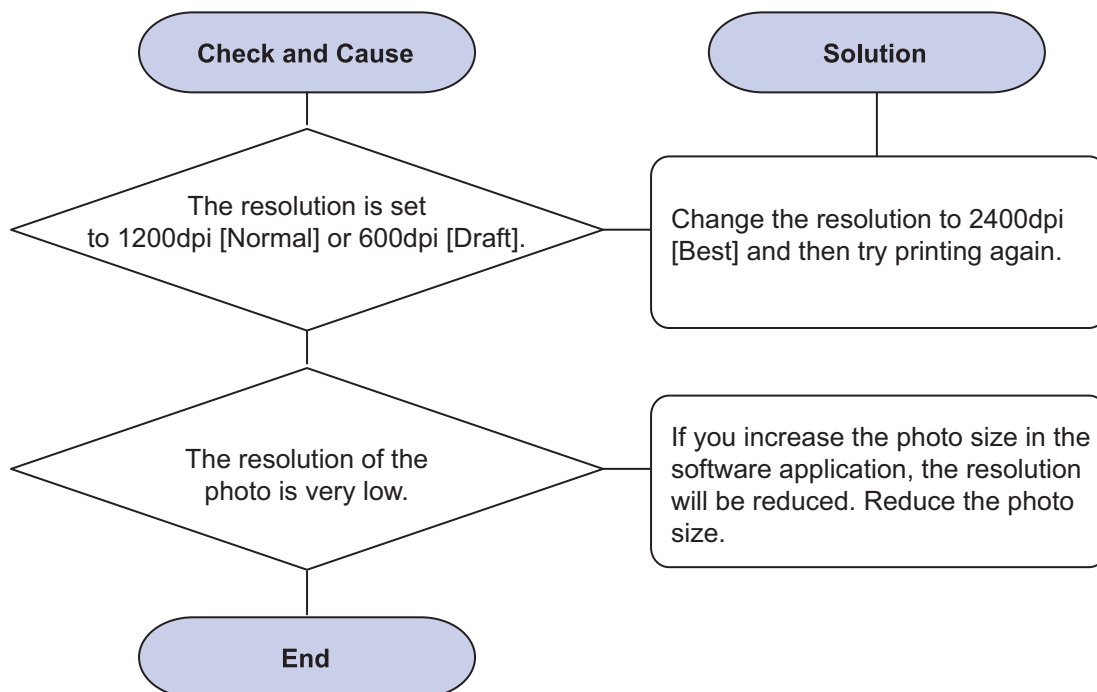 Check and Cause
Solution
The resolution is set
to 1200dpi [Normal] or 600dpi [Draft].
Change the resolution to 2400dpi
[Best] and then try printing again.
The resolution of the
photo is very low.
If you increase the photo size in the
software application, the resolution
will be reduced. Reduce the photo
size.
End